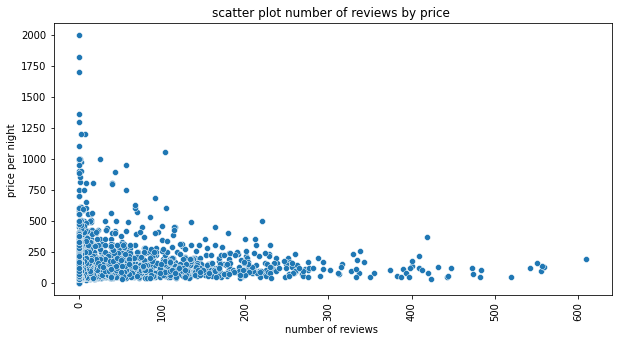 scatter plot number of reviews by price
2000
1750
1500
1250
1000
750
500
250
0
price per night
0 100 200 300 400 500 600
number of reviews